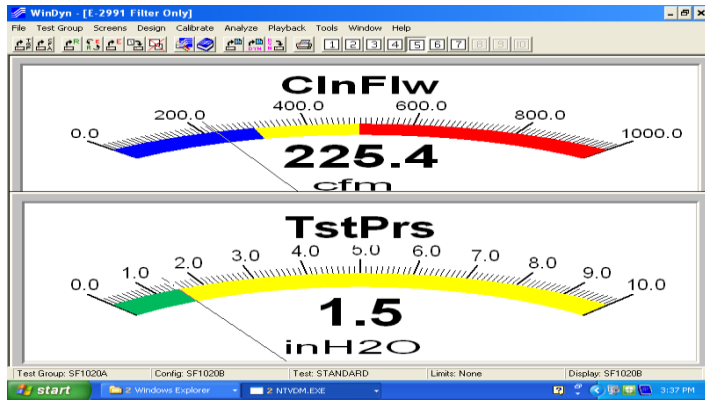 WinDyn - [E-2991 Filter Only]
File Test Group Screens Design Calibrate Analyze Playback Tools Window Help
1 2 3 4 5 6 7 8 9 10
ClnFlw
0.0 200.0 400.0 600.0 800.0 1000.0
225.4
cfm
TstPrs
0.0 1.0 2.0 3.0 4.0 5.0 6.0 7.0 8.0 9.0 10.0
1.5
inH2O
Test Group: SF1020A Config: SF1020B Test: STANDARD Limits: None Display: SF1020B
start 2 Windows Explorer 2 NTVDM.EXE 3:37 PM